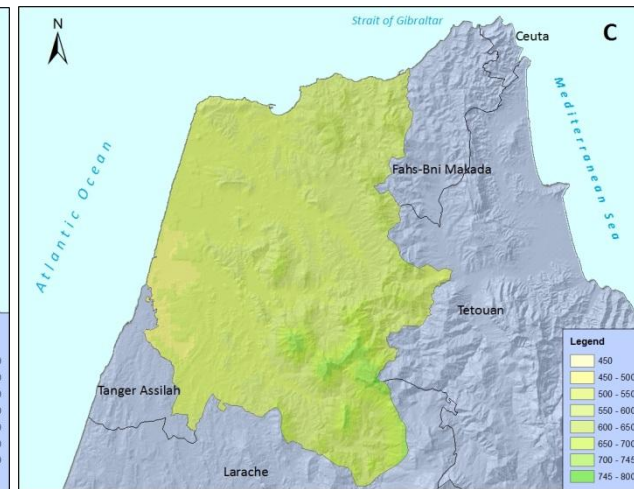 N
Strait of Gibraltar
Ceuta
C
Atlantic Ocean
Mediterranean Sea
Fahs-Bni Makada
Tetouan
Tanger Assilah
Larache
Legend
450
450 - 500
500 - 550
550 - 600
600 - 650
650 - 700
700 - 745
745 - 800